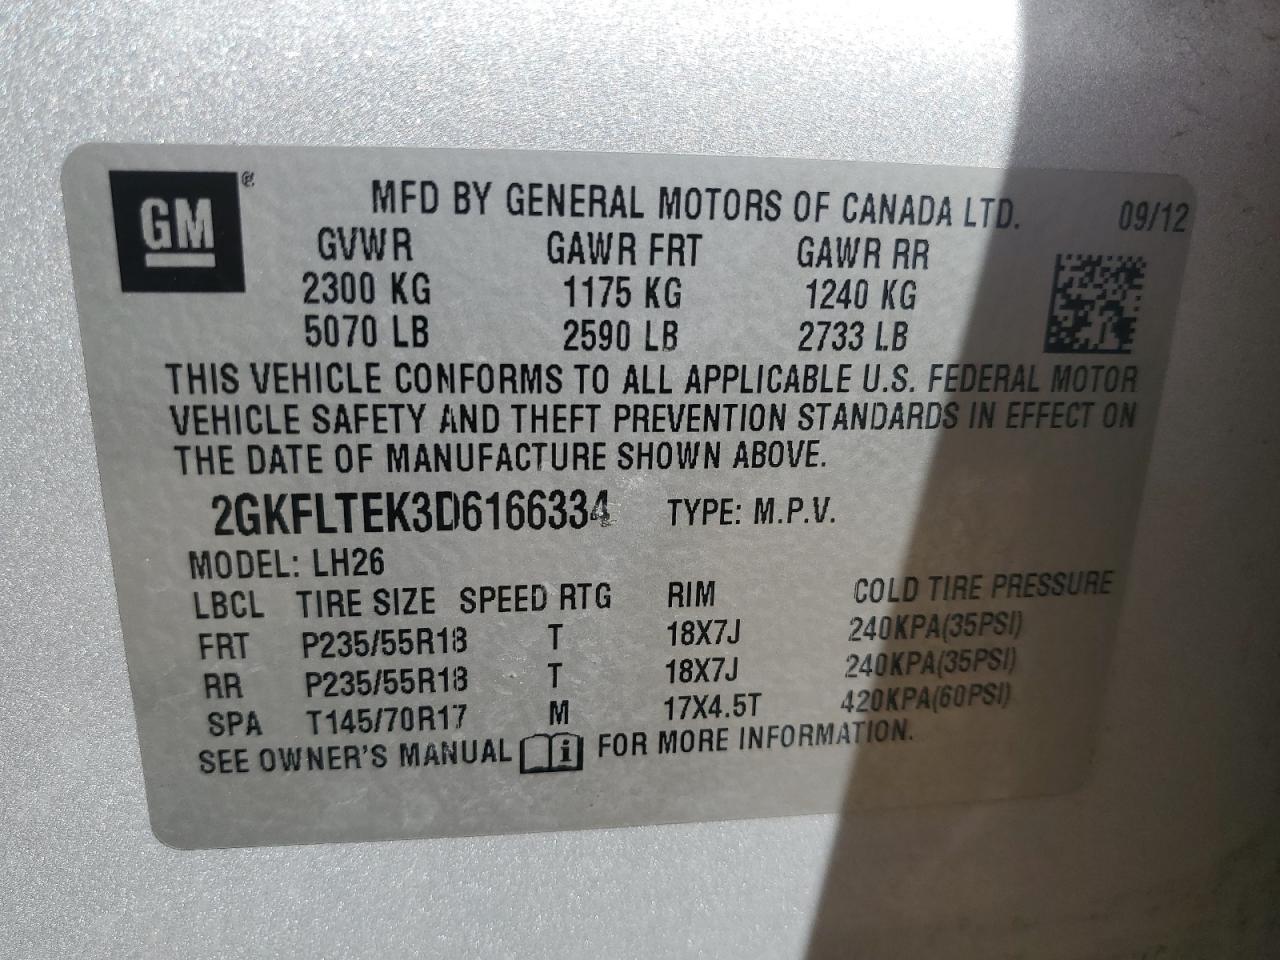 GM ®
MFD BY GENERAL MOTORS OF CANADA LTD. 09/12
GVWR GAWR FRT GAWR RR
2300 KG 1175 KG 1240 KG
5070 LB 2590 LB 2733 LB
THIS VEHICLE CONFORMS TO ALL APPLICABLE U.S. FEDERAL MOTOR
VEHICLE SAFETY AND THEFT PREVENTION STANDARDS IN EFFECT ON
THE DATE OF MANUFACTURE SHOWN ABOVE.
2GKFLTEK3D6166334 TYPE: M.P.V.
MODEL: LH26
LBCL TIRE SIZE SPEED RTG RIM COLD TIRE PRESSURE
FRT P235/55R18 T 18X7J 240KPA(35PSI)
RR P235/55R18 T 18X7J 240KPA(35PSI)
SPA T145/70R17 M 17X4.5T 420KPA(60PSI)
SEE OWNER'S MANUAL i FOR MORE INFORMATION.